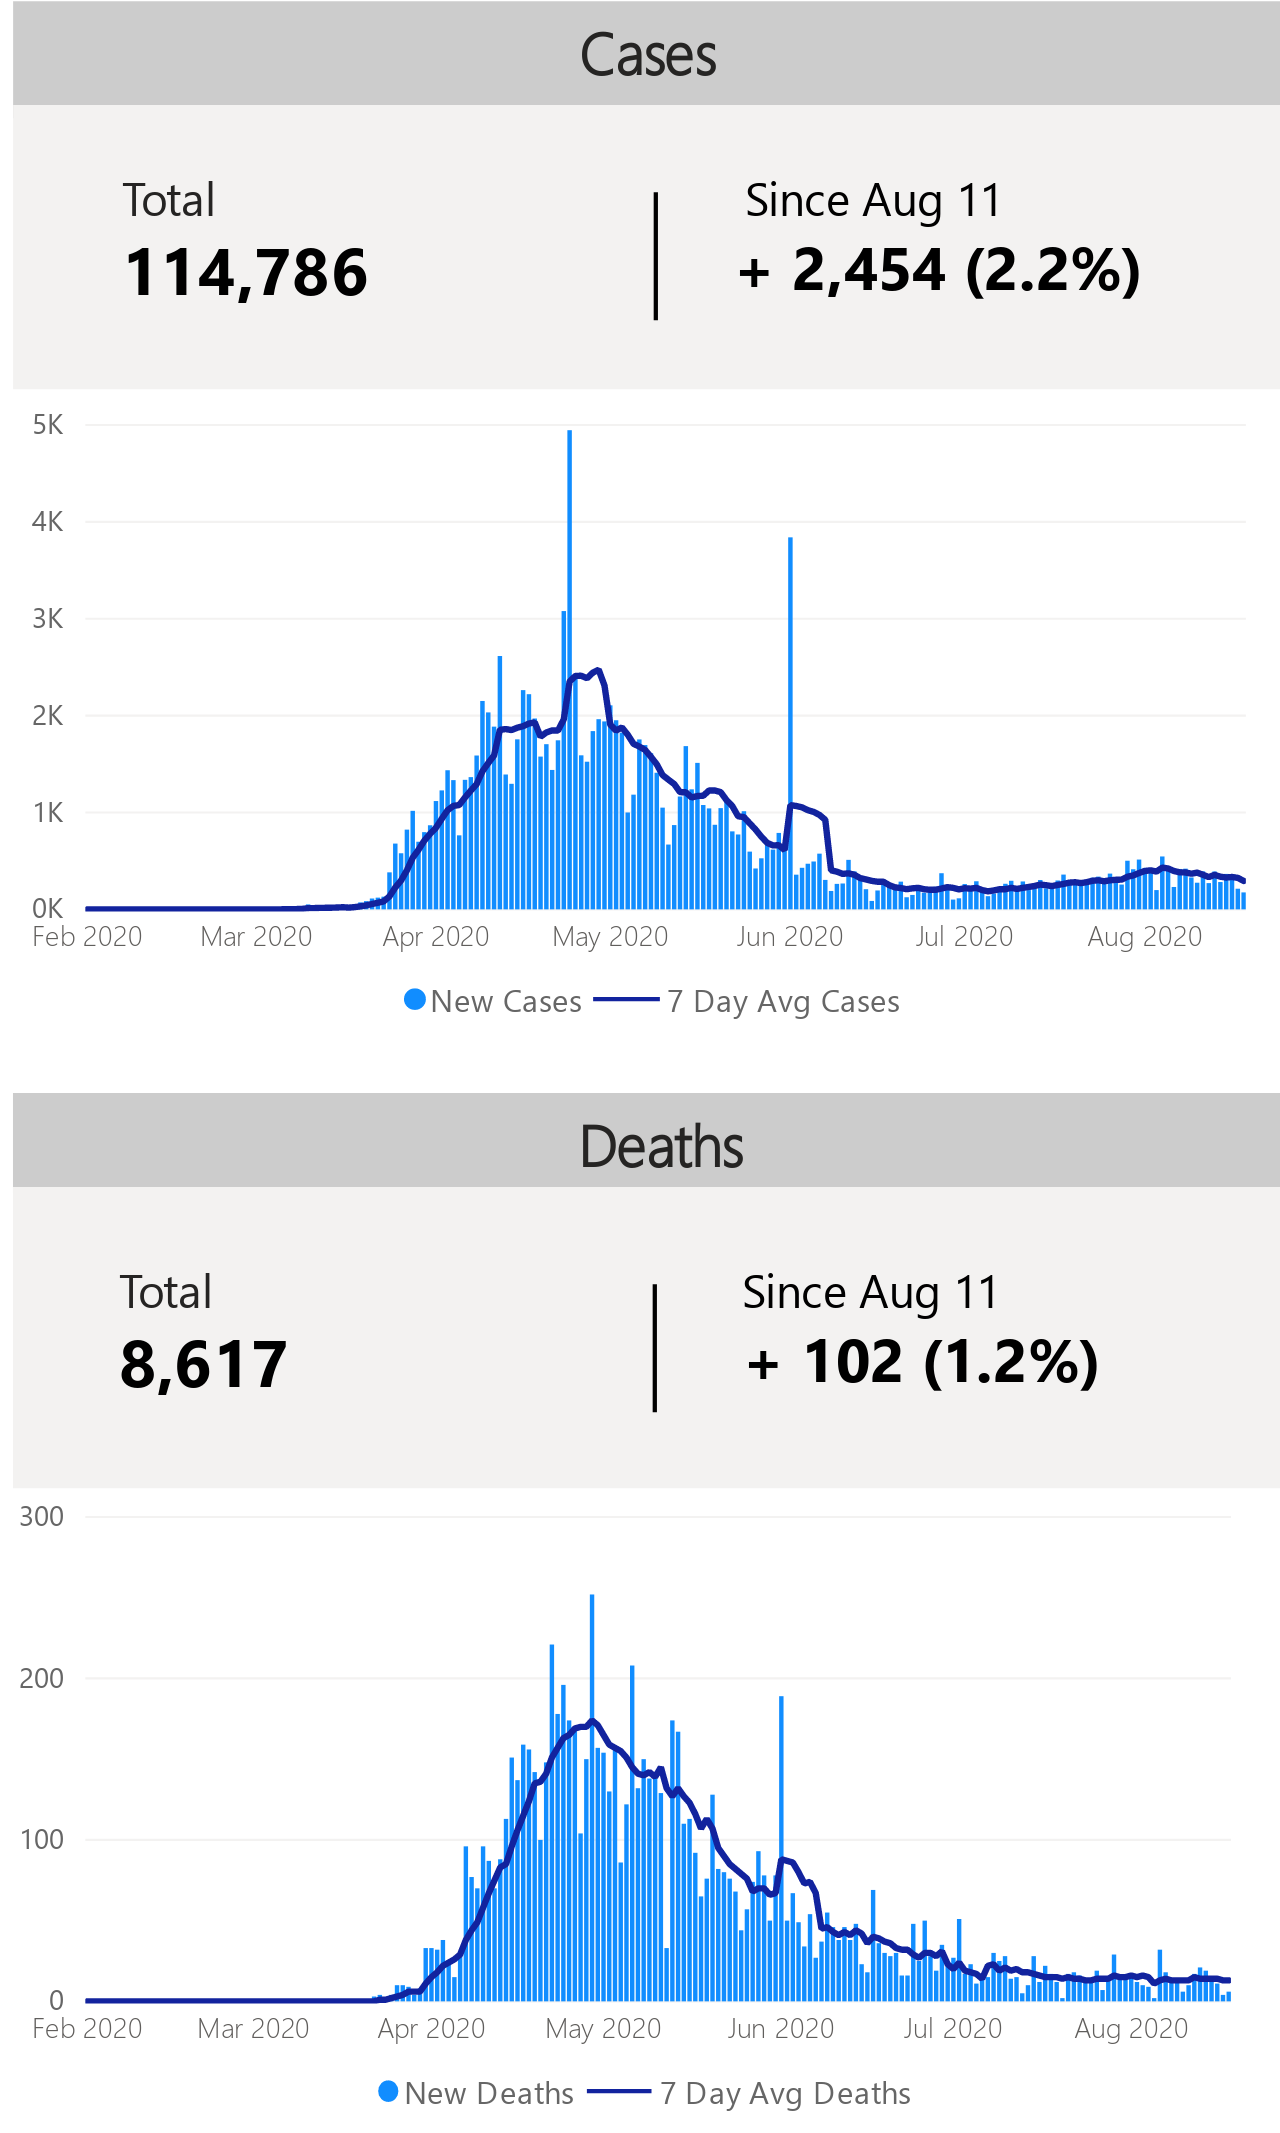 Cases
Total
Since Aug 11
114,786
+ 2,454 (2.2%)
5K
4K
3K
2K
1K
0K
Feb 2020 Mar 2020 Apr 2020 May 2020 Jun 2020 Jul 2020 Aug 2020
New Cases 7 Day Avg Cases
Deaths
Total
Since Aug 11
8,617
+ 102 (1.2%)
300
200
100
0
Feb 2020 Mar 2020 Apr 2020 May 2020 Jun 2020 Jul 2020 Aug 2020
New Deaths 7 Day Avg Deaths